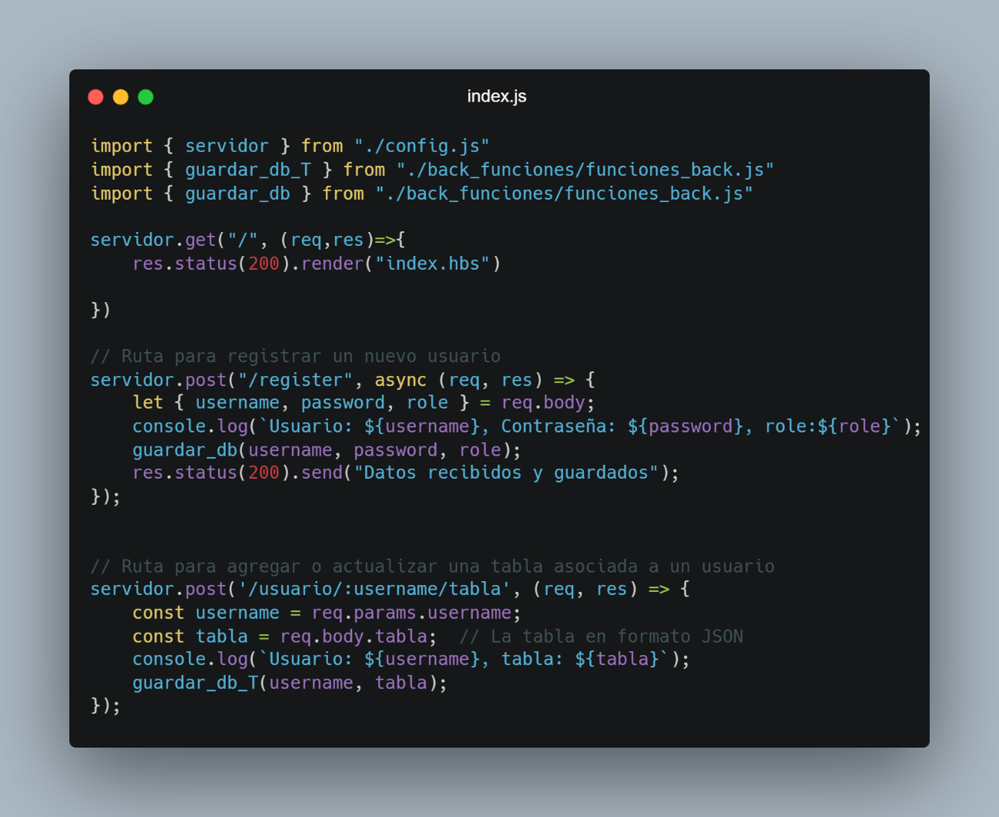 index.js
import { servidor } from "./config.js"
import { guardar_db_T } from "./back_funciones/funciones_back.js"
import { guardar_db } from "./back_funciones/funciones_back.js"
servidor.get("/", (req,res)=>{
    res.status(200).render("index.hbs")
})
// Ruta para registrar un nuevo usuario
servidor.post("/register", async (req, res) => {
    let { username, password, role } = req.body;
    console.log(`Usuario: ${username}, Contraseña: ${password}, role:${role}`);
    guardar_db(username, password, role);
    res.status(200).send("Datos recibidos y guardados");
});
// Ruta para agregar o actualizar una tabla asociada a un usuario
servidor.post('/usuario/:username/tabla', (req, res) => {
    const username = req.params.username;
    const tabla = req.body.tabla;  // La tabla en formato JSON
    console.log(`Usuario: ${username}, tabla: ${tabla}`);
    guardar_db_T(username, tabla);
});